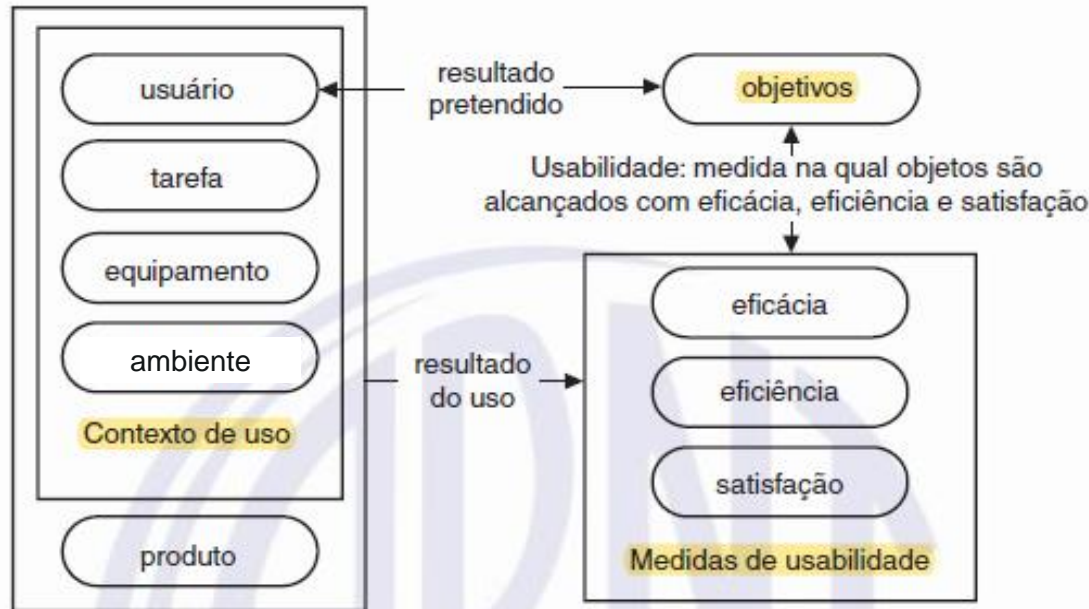 usuário
tarefa
equipamento
ambiente
Contexto de uso
produto
resultado
pretendido
objetivos
Usabilidade: medida na qual objetos são
alcançados com eficácia, eficiência e satisfação
resultado
do uso
eficácia
eficiência
satisfação
Medidas de usabilidade